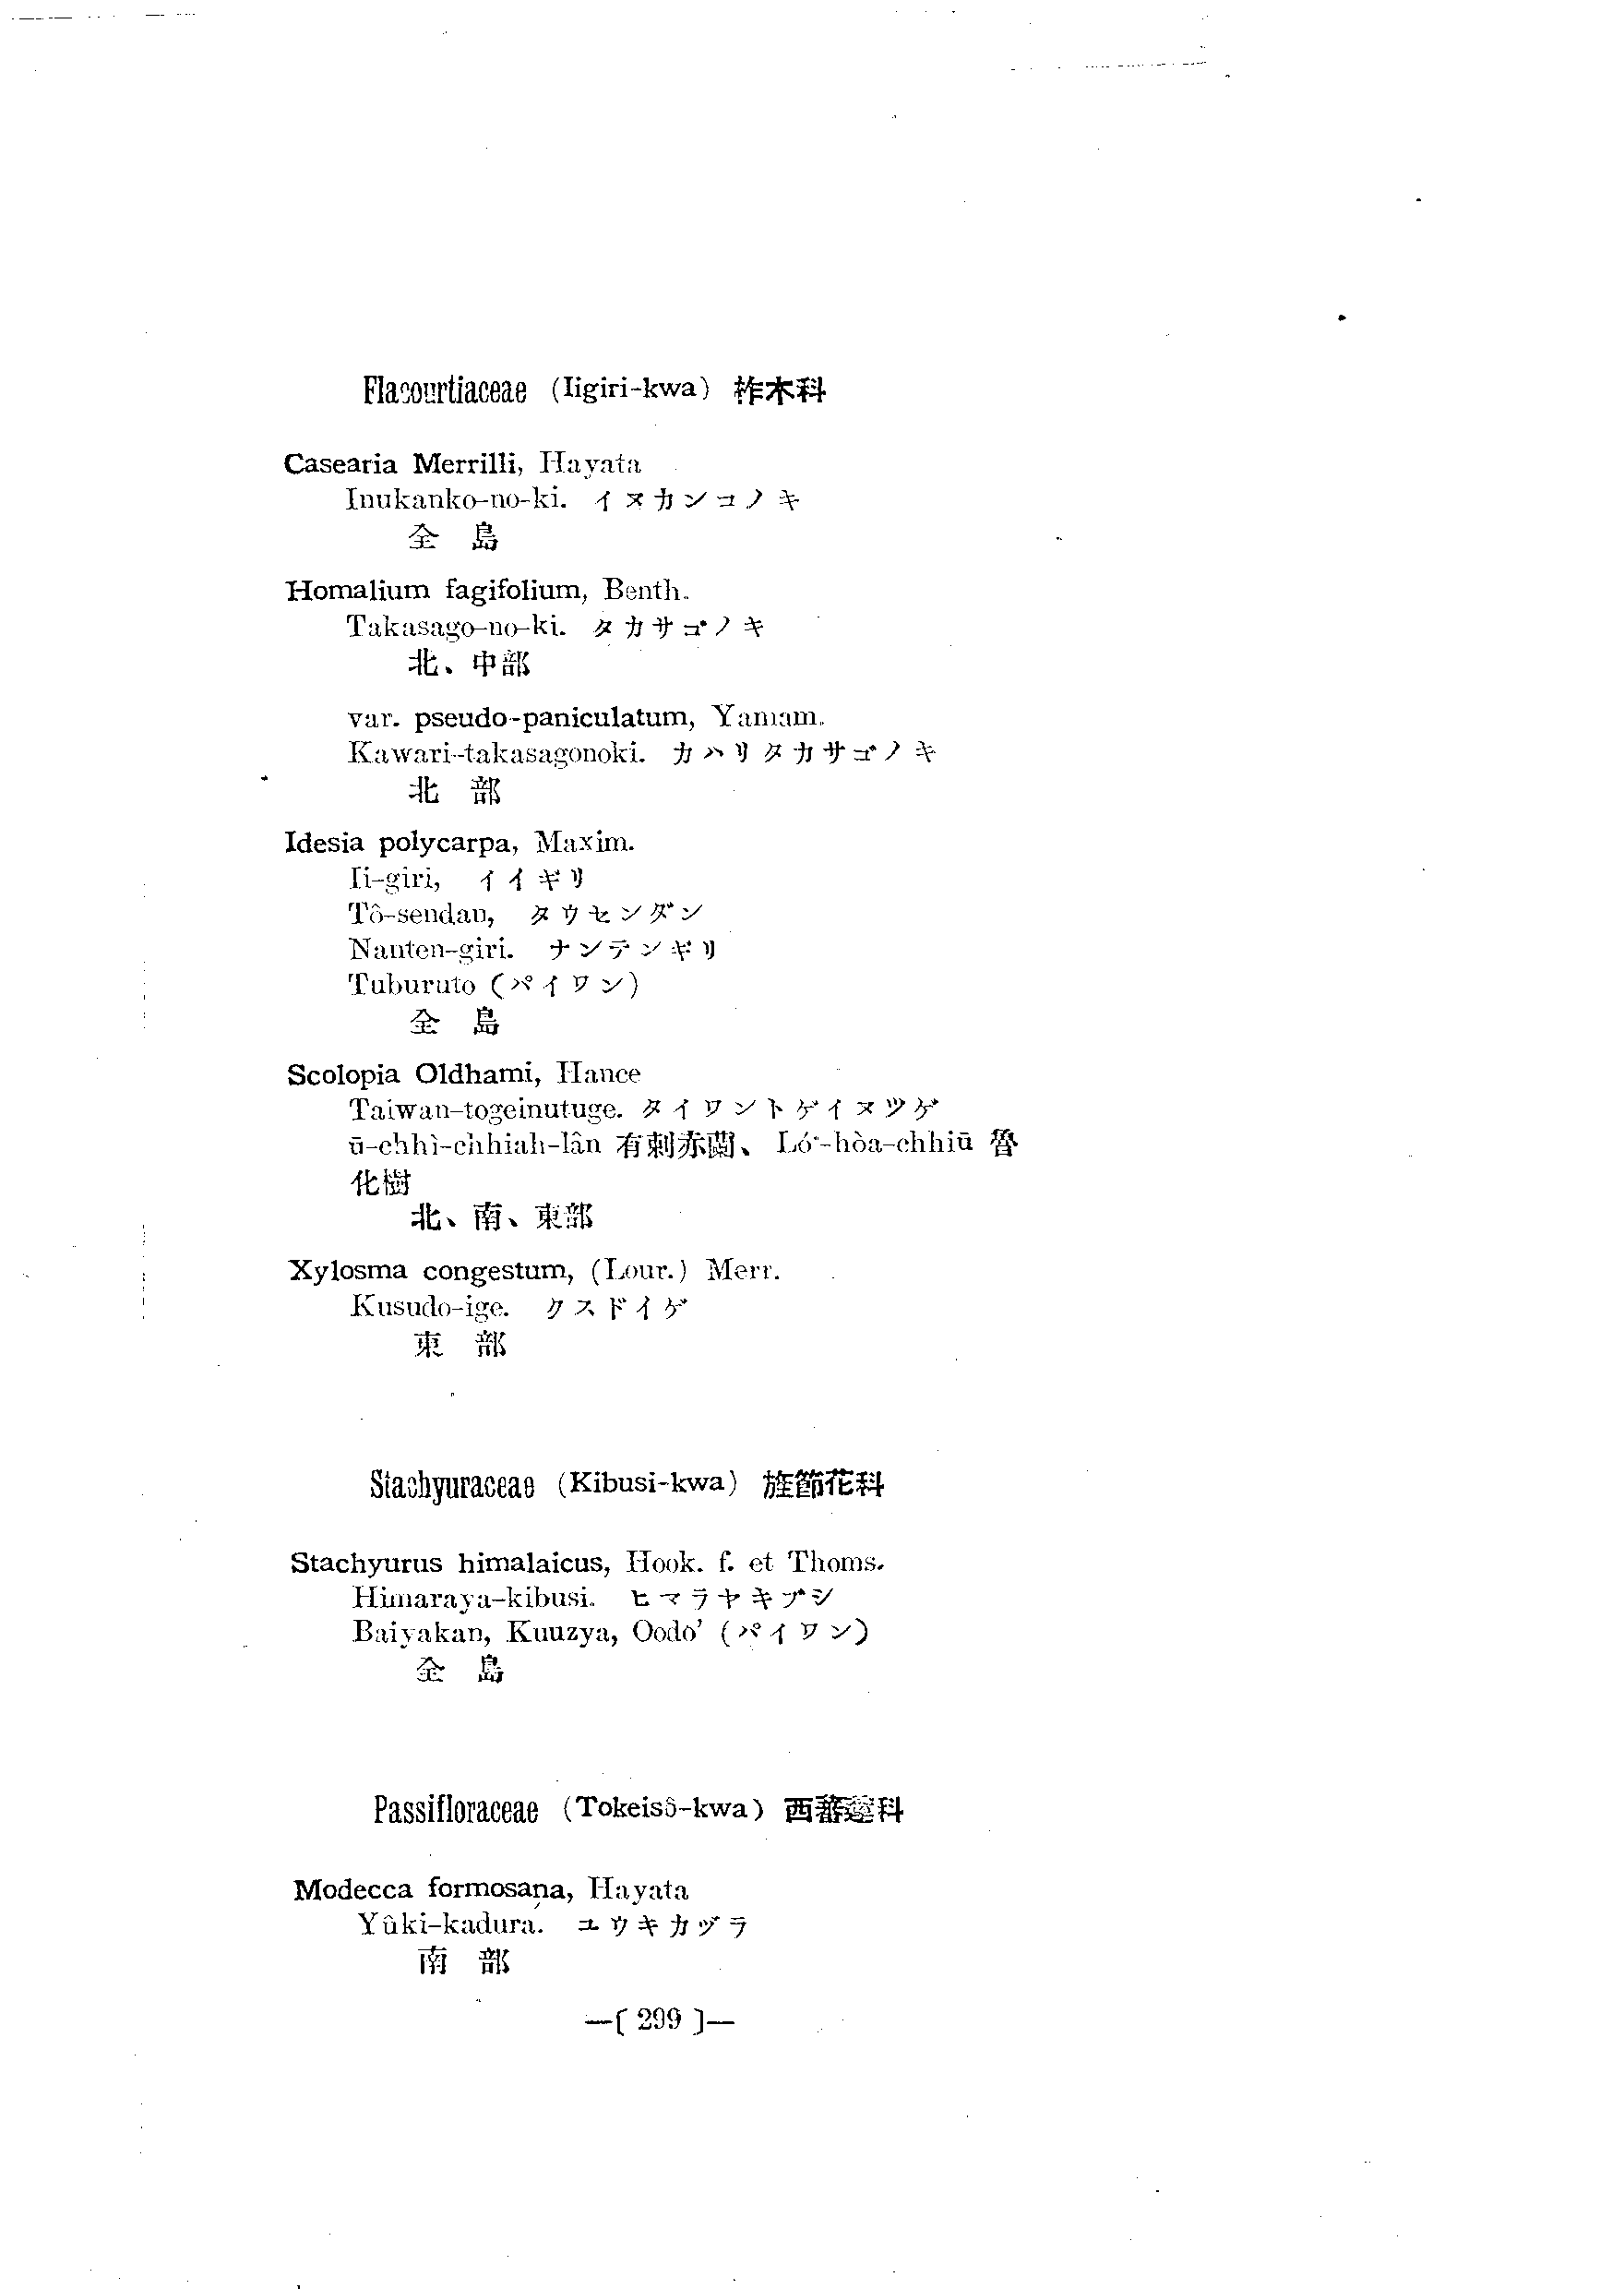 Flacourtiaceae (Iigiri-kwa) 柞木科
Casearia Merrilli, Hayata
Inukanko-no-ki. イヌカンコノキ
全 島
Homalium fagifolium, Benth.
Takasago-no-ki. タカサゴノキ
北、中部
var. pseudo-paniculatum, Yamam.
Kawari-takasagonoki. カハリタカサゴノキ
北 部
Idesia polycarpa, Maxim.
Ii-giri, イイギリ
Tô-sendan, タウセンダン
Nanten-giri. ナンテンギリ
Tuburuto (パイワン)
全 島
Scolopia Oldhami, Hance
Taiwan-togeinutuge. タイワントゲイヌツゲ
ū-chhì-chhiah-lân 有刺赤蘭、 Ló͘-hòa-chhiū 魯
化樹
北、南、東部
Xylosma congestum, (Lour.) Merr.
Kusudo-ige. クスドイゲ
東 部
Stachyuraceae (Kibusi-kwa) 旌節花科
Stachyurus himalaicus, Hook. f. et Thoms.
Himaraya-kibusi. ヒマラヤキブシ
Baiyakan, Kuuzya, Oodo' (パイワン)
全 島
Passifloraceae (Tokeisô-kwa) 西蕃蓮科
Modecca formosana, Hayata
Yûki-kadura. ユウキカヅラ
南 部
—[ 299 ]—